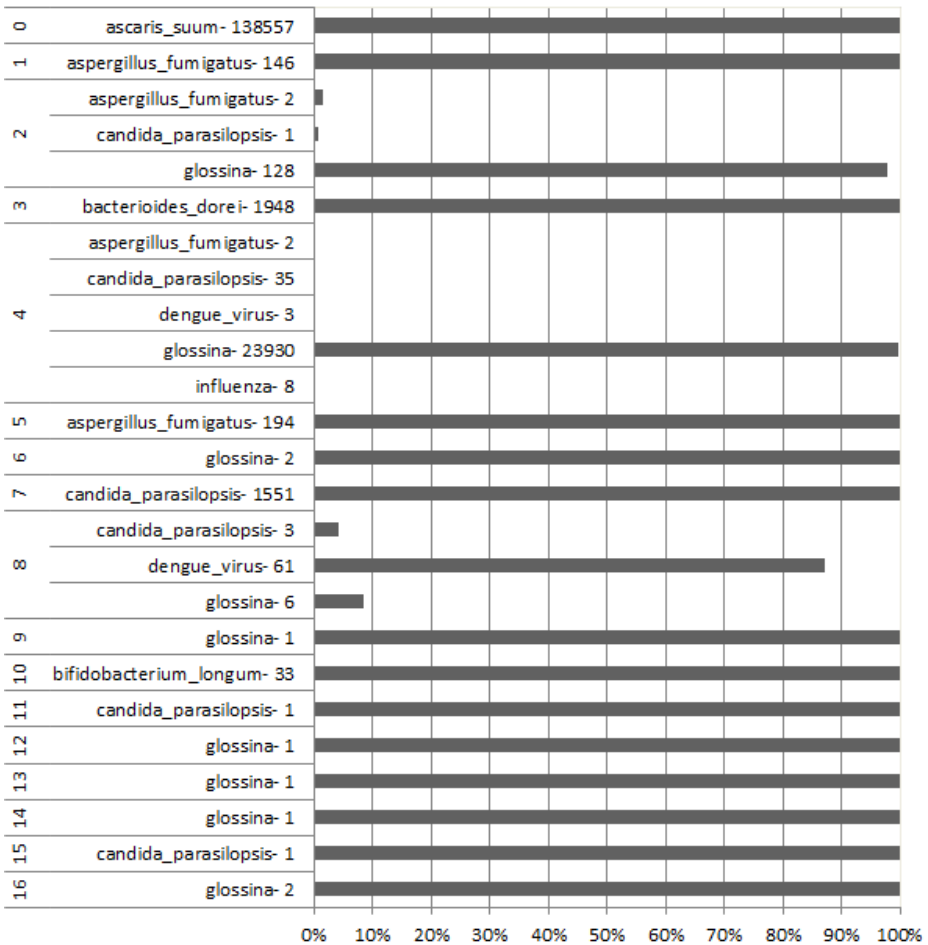 0 ascaris_suum- 138557
1 aspergillus_fumigatus- 146
2 aspergillus_fumigatus- 2
candida_parasilopsis- 1
glossina- 128
3 bacterioides_dorei- 1948
4 aspergillus_fumigatus- 2
candida_parasilopsis- 35
dengue_virus- 3
glossina- 23930
influenza- 8
5 aspergillus_fumigatus- 194
6 glossina- 2
7 candida_parasilopsis- 1551
8 candida_parasilopsis- 3
dengue_virus- 61
glossina- 6
9 glossina- 1
10 bifidobacterium_longum- 33
11 candida_parasilopsis- 1
12 glossina- 1
13 glossina- 1
14 glossina- 1
15 candida_parasilopsis- 1
16 glossina- 2
0% 10% 20% 30% 40% 50% 60% 70% 80% 90% 100%